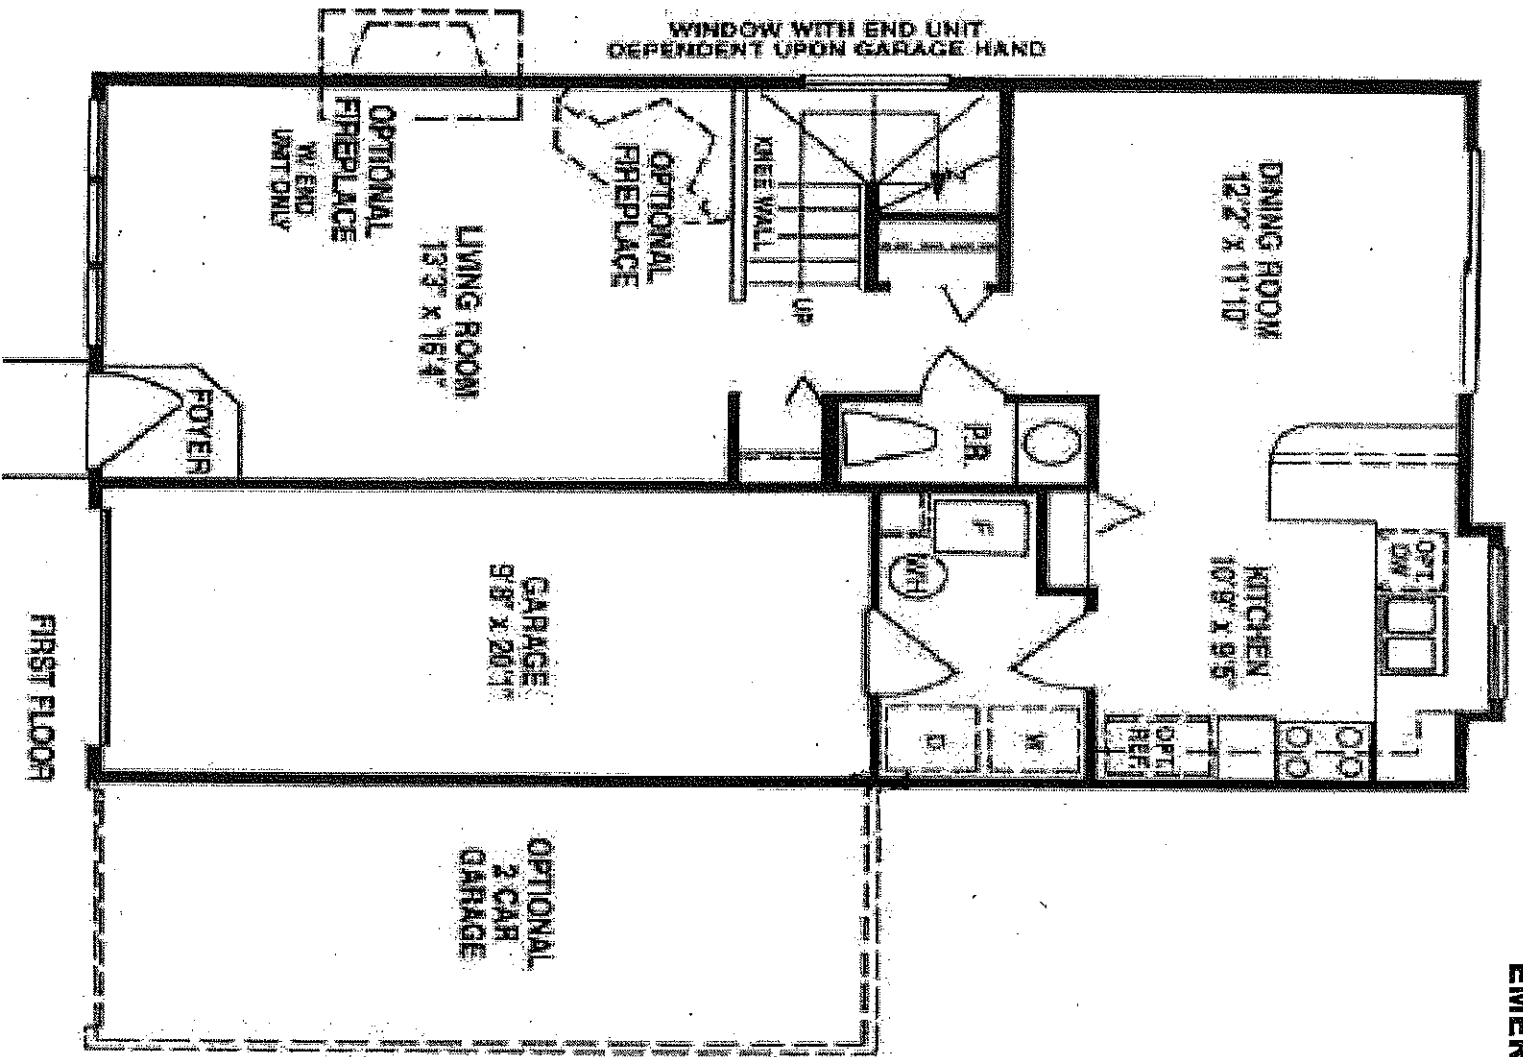 WINDOW WITH END UNIT
DEPENDENT UPON GARAGE HAND
OPTIONAL
FIREPLACE
W/ END
UNIT ONLY
OPTIONAL
FIREPLACE
KNEE WALL
LIVING ROOM
13'3" x 16'4"
UP
DINING ROOM
12'2" x 11'10"
FOYER
P.R.
F
WH
OPT.
DW
KITCHEN
10'9" x 9'5"
GARAGE
9'8" x 20'1"
D
W
OPT
REF.
OPTIONAL
2 CAR
GARAGE
FIRST FLOOR